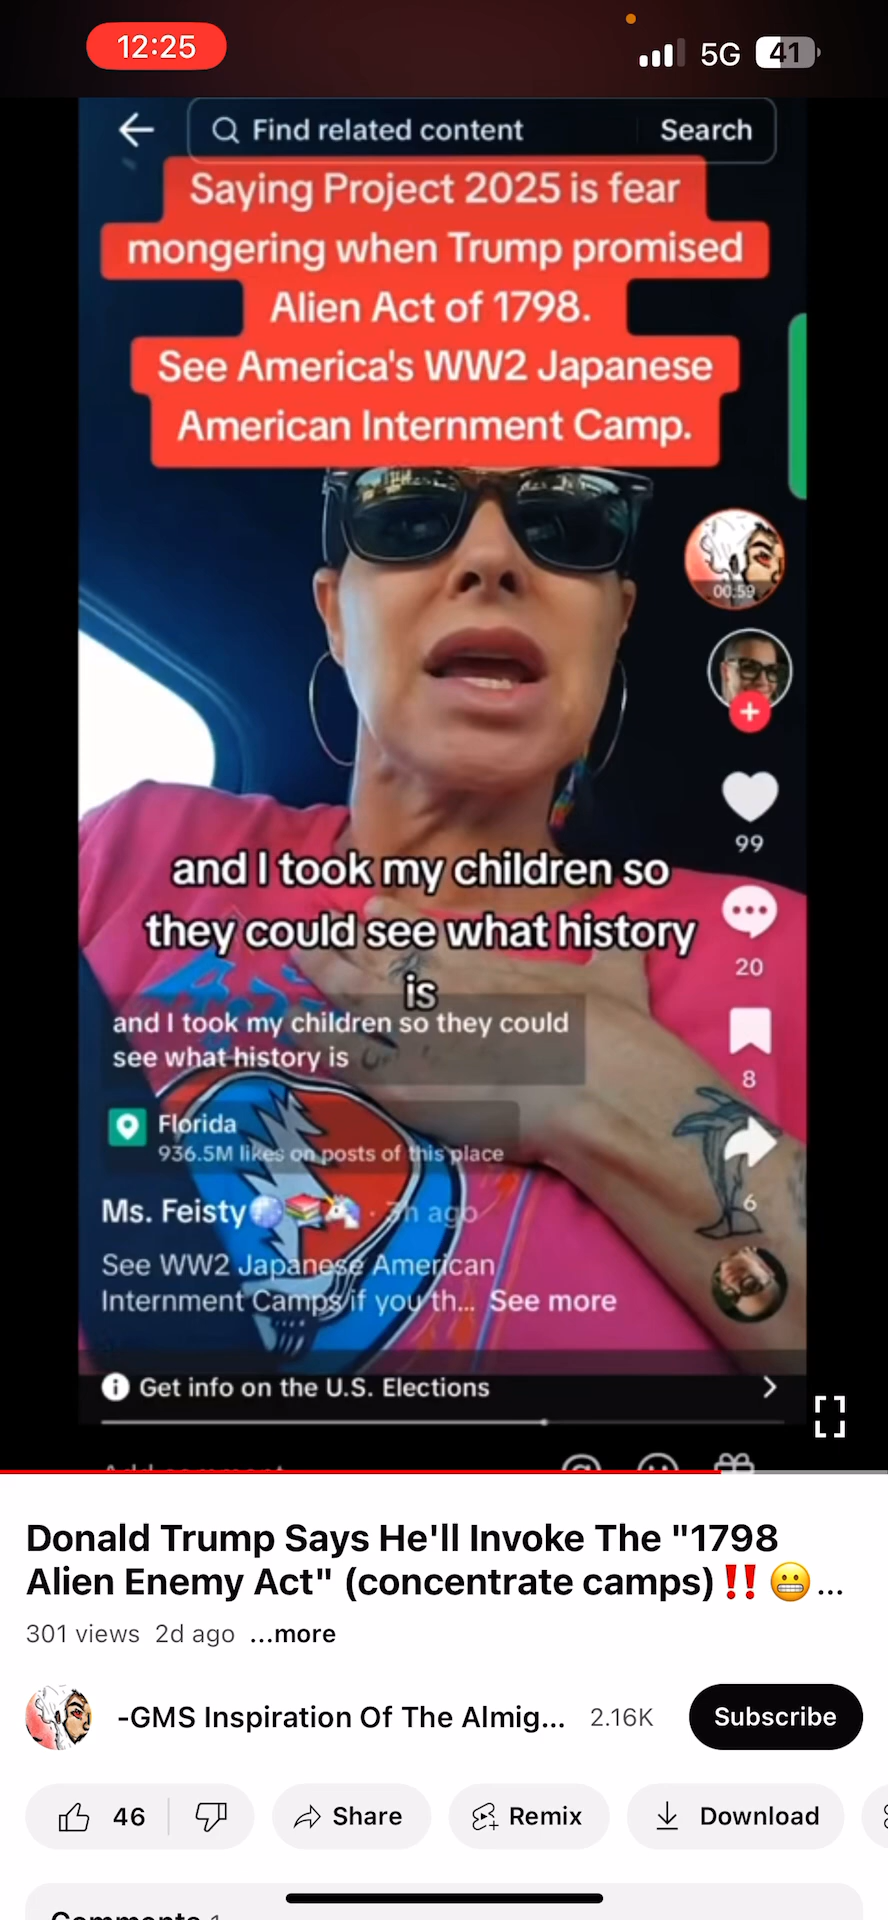 12:25
5G
41
Find related content
Search
Saying Project 2025 is fear
mongering when Trump promised
Alien Act of 1798.
See America's WW2 Japanese
American Internment Camp.
00:59
99
and I took my children so
they could see what history
is
20
and I took my children so they could
see what history is
8
Florida
936.5M likes on posts of this place
6
Ms. Feisty🪩📚🦄 · 3h ago
See WW2 Japanese American
Internment Camps if you th... See more
Get info on the U.S. Elections
Donald Trump Says He'll Invoke The "1798
Alien Enemy Act" (concentrate camps)‼️😬...
301 views 2d ago ...more
-GMS Inspiration Of The Almig... 2.16K
Subscribe
46
Share
Remix
Download
Comments 1